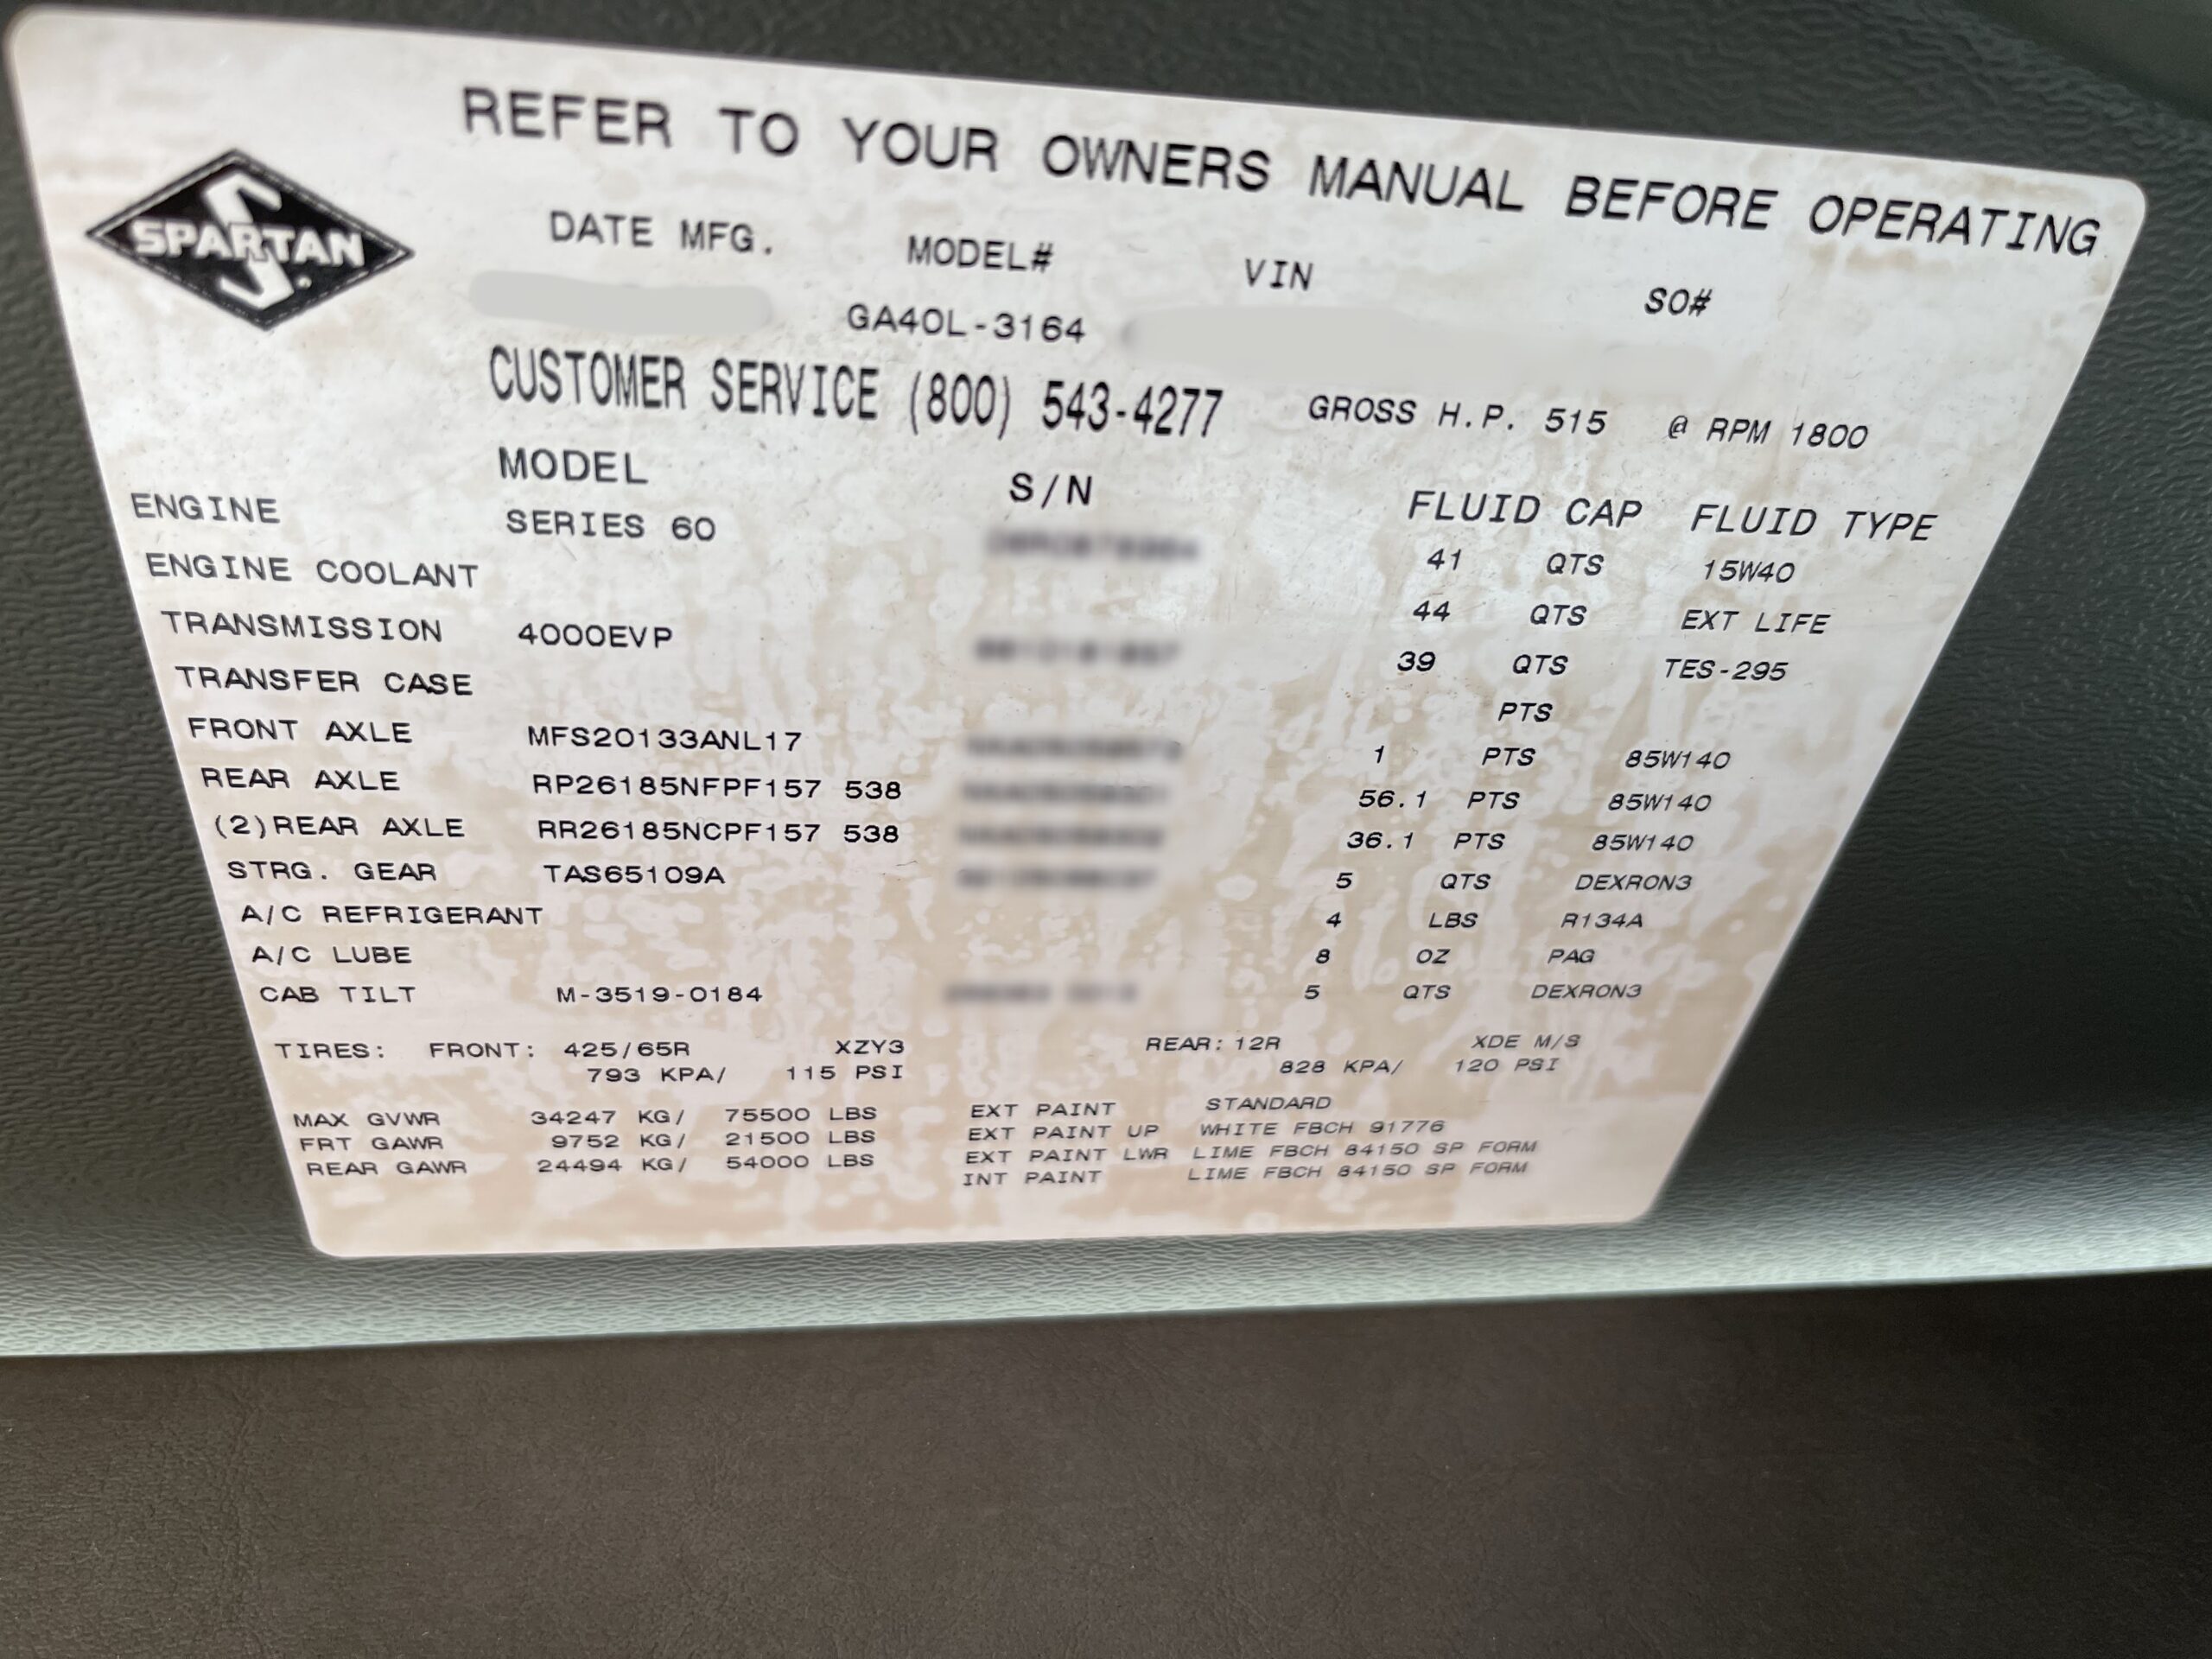 REFER TO YOUR OWNERS MANUAL BEFORE OPERATING
SPARTAN
DATE MFG. MODEL# VIN SO#
GA40L-3164
CUSTOMER SERVICE (800) 543-4277 GROSS H.P. 515 @ RPM 1800
MODEL S/N FLUID CAP FLUID TYPE
ENGINE SERIES 60 41 QTS 15W40
ENGINE COOLANT 44 QTS EXT LIFE
TRANSMISSION 4000EVP 39 QTS TES-295
TRANSFER CASE PTS
FRONT AXLE MFS20133ANL17 1 PTS 85W140
REAR AXLE RP26185NFPF157 538 56.1 PTS 85W140
(2)REAR AXLE RR26185NCPF157 538 36.1 PTS 85W140
STRG. GEAR TAS65109A 5 QTS DEXRON3
A/C REFRIGERANT 4 LBS R134A
A/C LUBE 8 OZ PAG
CAB TILT M-3519-0184 5 QTS DEXRON3
TIRES: FRONT: 425/65R XZY3 REAR: 12R XDE M/S
793 KPA/ 115 PSI 828 KPA/ 120 PSI
MAX GVWR 34247 KG/ 75500 LBS EXT PAINT STANDARD
FRT GAWR 9752 KG/ 21500 LBS EXT PAINT UP WHITE FBCH 91776
REAR GAWR 24494 KG/ 54000 LBS EXT PAINT LWR LIME FBCH 84150 SP FORM
INT PAINT LIME FBCH 84150 SP FORM